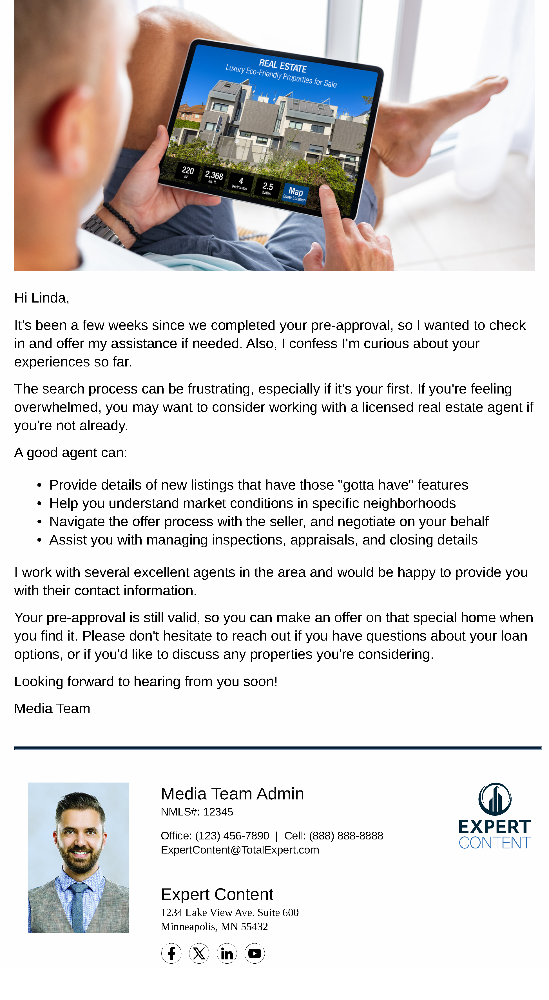 REAL ESTATE
Luxury Eco-Friendly Properties for Sale
220
m²
2,368
sq. ft.
4
bedrooms
2.5
baths
Map
Show Location
Hi Linda,
It's been a few weeks since we completed your pre-approval, so I wanted to check
in and offer my assistance if needed. Also, I confess I'm curious about your
experiences so far.
The search process can be frustrating, especially if it's your first. If you're feeling
overwhelmed, you may want to consider working with a licensed real estate agent if
you're not already.
A good agent can:
• Provide details of new listings that have those "gotta have" features
• Help you understand market conditions in specific neighborhoods
• Navigate the offer process with the seller, and negotiate on your behalf
• Assist you with managing inspections, appraisals, and closing details
I work with several excellent agents in the area and would be happy to provide you
with their contact information.
Your pre-approval is still valid, so you can make an offer on that special home when
you find it. Please don't hesitate to reach out if you have questions about your loan
options, or if you'd like to discuss any properties you're considering.
Looking forward to hearing from you soon!
Media Team
Media Team Admin
NMLS#: 12345
Office: (123) 456-7890 | Cell: (888) 888-8888
ExpertContent@TotalExpert.com
EXPERT
CONTENT
Expert Content
1234 Lake View Ave. Suite 600
Minneapolis, MN 55432